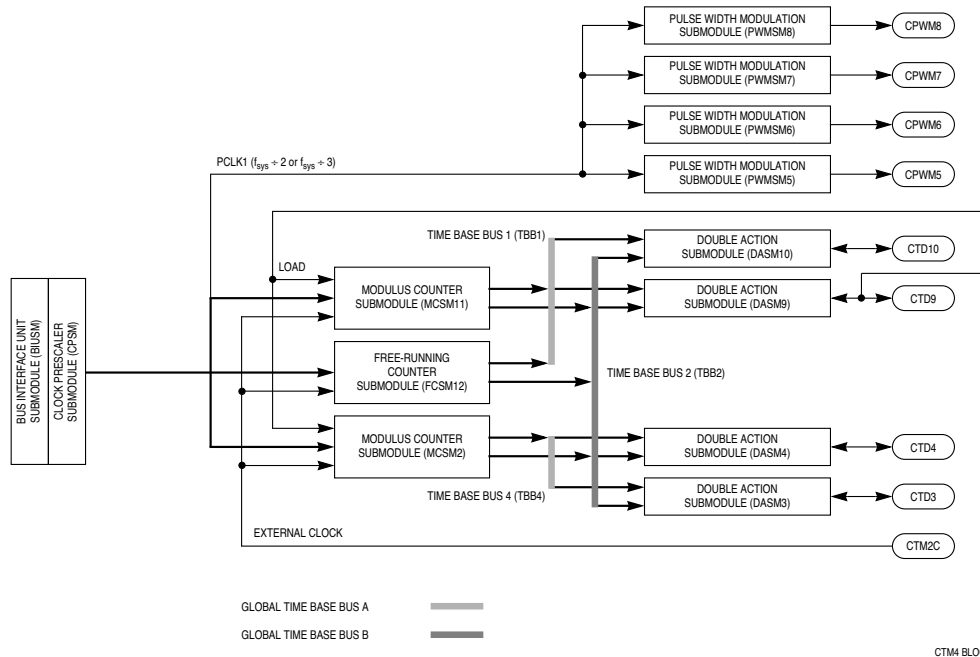 PULSE WIDTH MODULATION
SUBMODULE (PWMSM8)
CPWM8
PULSE WIDTH MODULATION
SUBMODULE (PWMSM7)
CPWM7
PULSE WIDTH MODULATION
SUBMODULE (PWMSM6)
CPWM6
PCLK1 (fsys ÷ 2 or fsys ÷ 3)
PULSE WIDTH MODULATION
SUBMODULE (PWMSM5)
CPWM5
TIME BASE BUS 1 (TBB1)
DOUBLE ACTION
SUBMODULE (DASM10)
CTD10
LOAD
MODULUS COUNTER
SUBMODULE (MCSM11)
DOUBLE ACTION
SUBMODULE (DASM9)
CTD9
BUS INTERFACE UNIT
SUBMODULE (BIUSM)
CLOCK PRESCALER
SUBMODULE (CPSM)
FREE-RUNNING
COUNTER
SUBMODULE (FCSM12)
TIME BASE BUS 2 (TBB2)
MODULUS COUNTER
SUBMODULE (MCSM2)
DOUBLE ACTION
SUBMODULE (DASM4)
CTD4
TIME BASE BUS 4 (TBB4)
DOUBLE ACTION
SUBMODULE (DASM3)
CTD3
EXTERNAL CLOCK
CTM2C
GLOBAL TIME BASE BUS A
GLOBAL TIME BASE BUS B
CTM4 BLO